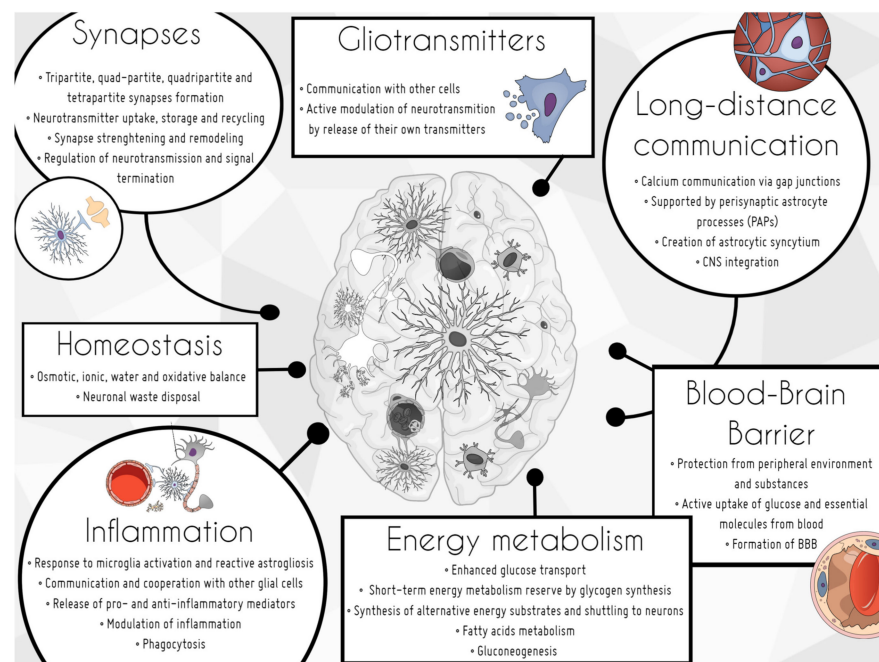 Synapses
◦ Tripartite, quad-partite, quadripartite and
tetrapartite synapses formation
◦ Neurotransmitter uptake, storage and recycling
◦ Synapse strenghtening and remodeling
◦ Regulation of neurotransmission and signal
termination
Gliotransmitters
◦ Communication with other cells
◦ Active modulation of neurotransmition
by release of their own transmitters
Long-distance
communication
◦ Calcium communication via gap junctions
◦ Supported by perisynaptic astrocyte
processes (PAPs)
◦ Creation of astrocytic syncytium
◦ CNS integration
Homeostasis
◦ Osmotic, ionic, water and oxidative balance
◦ Neuronal waste disposal
Blood-Brain
Barrier
◦ Protection from peripheral environment
and substances
◦ Active uptake of glucose and essential
molecules from blood
◦ Formation of BBB
Inflammation
◦ Response to microglia activation and reactive astrogliosis
◦ Communication and cooperation with other glial cells
◦ Release of pro- and anti-inflammatory mediators
◦ Modulation of inflammation
◦ Phagocytosis
Energy metabolism
◦ Enhanced glucose transport
◦ Short-term energy metabolism reserve by glycogen synthesis
◦ Synthesis of alternative energy substrates and shuttling to neurons
◦ Fatty acids metabolism
◦ Gluconeogenesis